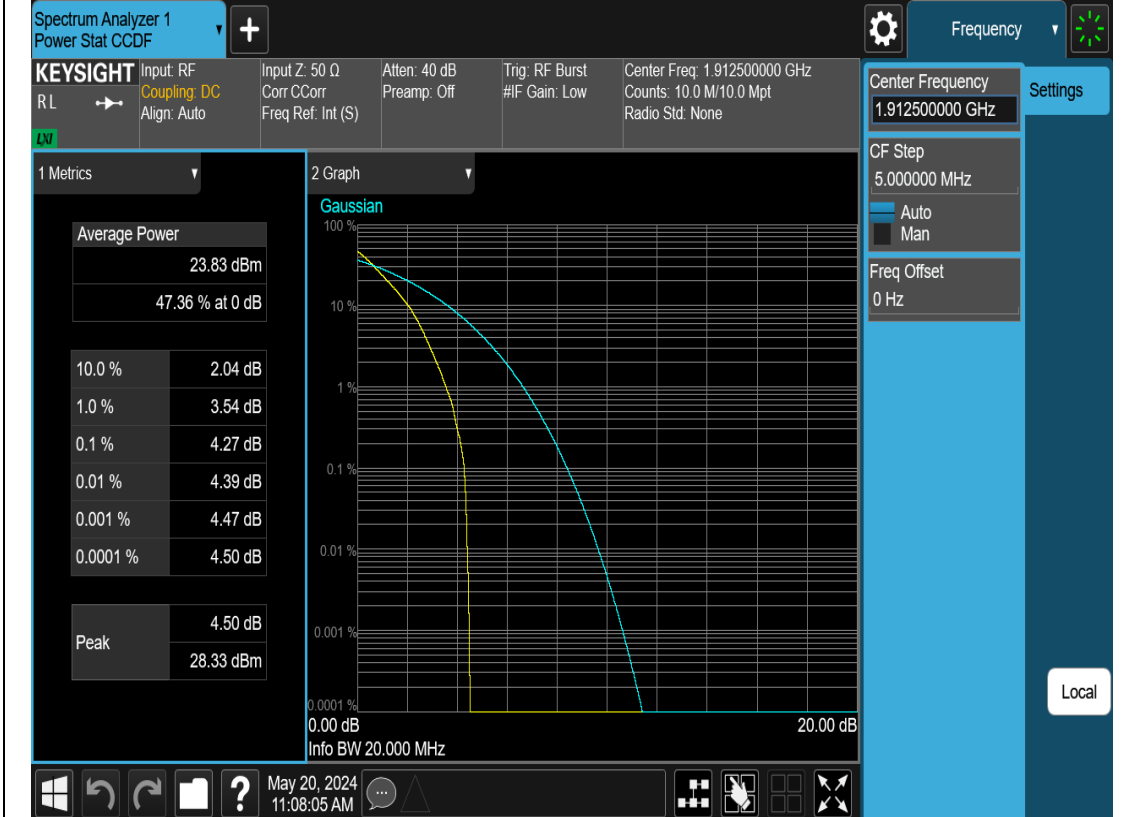 Spectrum Analyzer 1
Power Stat CCDF
+
Frequency
KEYSIGHT
RL
LXI
Input: RF
Coupling: DC
Align: Auto
Input Z: 50 Ω
Corr CCorr
Freq Ref: Int (S)
Atten: 40 dB
Preamp: Off
Trig: RF Burst
#IF Gain: Low
Center Freq: 1.912500000 GHz
Counts: 10.0 M/10.0 Mpt
Radio Std: None
1 Metrics
Average Power
23.83 dBm
47.36 % at 0 dB
10.0 % 2.04 dB
1.0 % 3.54 dB
0.1 % 4.27 dB
0.01 % 4.39 dB
0.001 % 4.47 dB
0.0001 % 4.50 dB
Peak
4.50 dB
28.33 dBm
2 Graph
Gaussian
100 %
10 %
1 %
0.1 %
0.01 %
0.001 %
0.0001 %
0.00 dB 20.00 dB
Info BW 20.000 MHz
Center Frequency
1.912500000 GHz
CF Step
5.000000 MHz
Auto
Man
Freq Offset
0 Hz
Settings
Local
?
May 20, 2024
11:08:05 AM